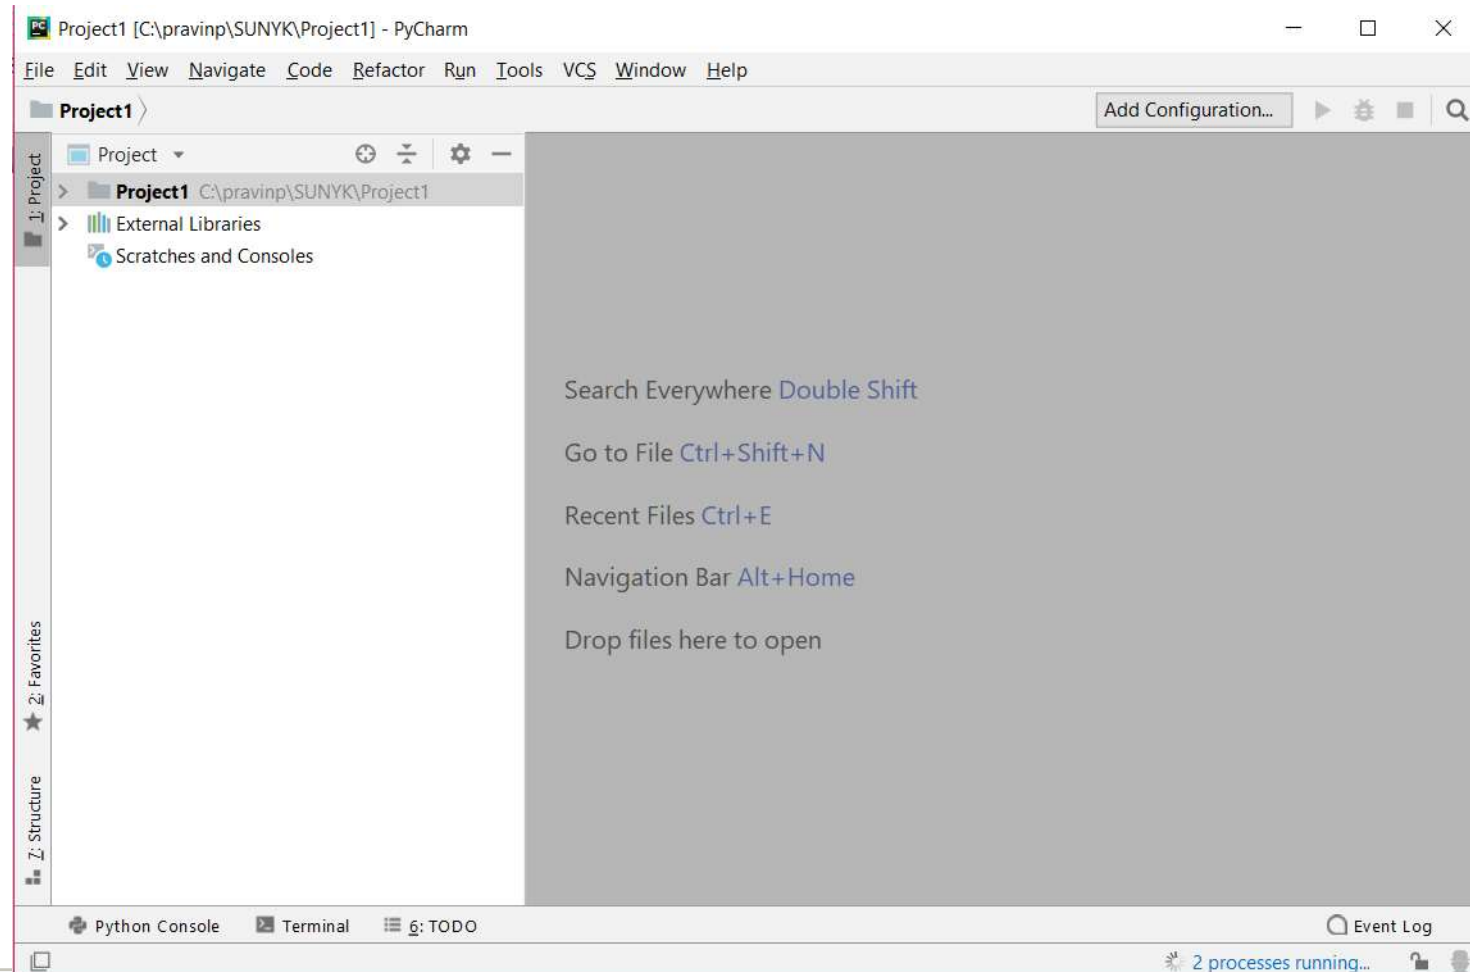 Project1 [C:\pravinp\SUNYK\Project1] - PyCharm
File Edit View Navigate Code Refactor Run Tools VCS Window Help
Project1
Add Configuration...
1: Project
Project
Project1 C:\pravinp\SUNYK\Project1
External Libraries
Scratches and Consoles
Search Everywhere Double Shift
Go to File Ctrl+Shift+N
Recent Files Ctrl+E
Navigation Bar Alt+Home
Drop files here to open
2: Favorites
7: Structure
Python Console Terminal 6: TODO Event Log
2 processes running...